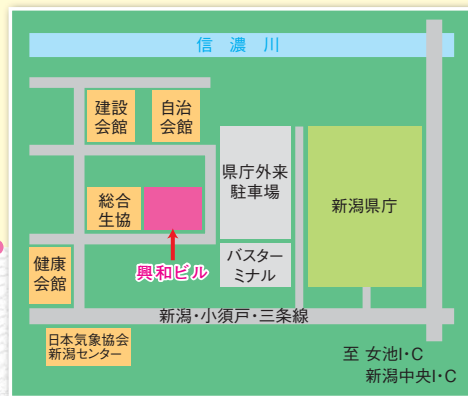 信濃川
建設
会館
自治
会館
県庁外来
駐車場
新潟県庁
総合
生協
興和ビル
バスター
ミナル
健康
会館
新潟・小須戸・三条線
日本気象協会
新潟センター
至 女池I・C
新潟中央I・C